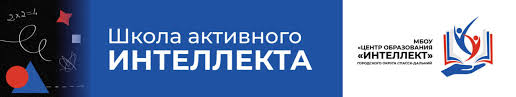 2×2=4
Школа активного
ИНТЕЛЛЕКТА
МБОУ
«ЦЕНТР ОБРАЗОВАНИЯ
«ИНТЕЛЛЕКТ»
ГОРОДСКОГО ОКРУГА СПАССК-ДАЛЬНИЙ